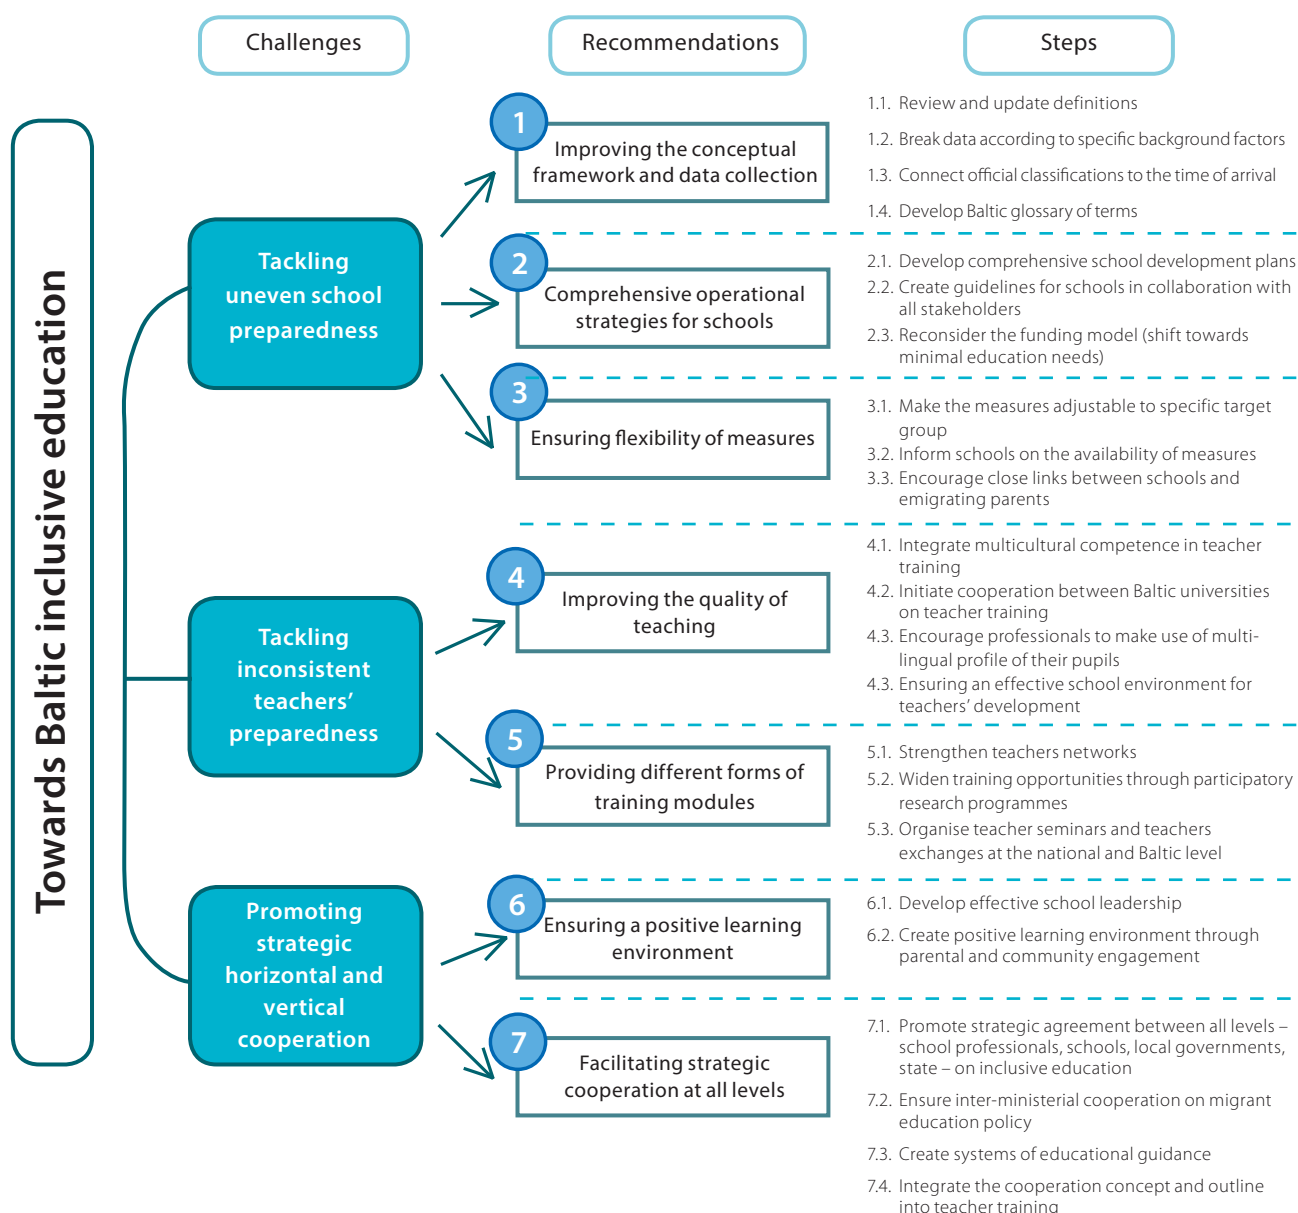 Challenges
Recommendations
Steps
Towards Baltic inclusive education
Tackling
uneven school
preparedness
1
Improving the conceptual
framework and data collection
1.1. Review and update definitions
1.2. Break data according to specific background factors
1.3. Connect official classifications to the time of arrival
1.4. Develop Baltic glossary of terms
2
Comprehensive operational
strategies for schools
2.1. Develop comprehensive school development plans
2.2. Create guidelines for schools in collaboration with
all stakeholders
2.3. Reconsider the funding model (shift towards
minimal education needs)
3
Ensuring flexibility of measures
3.1. Make the measures adjustable to specific target
group
3.2. Inform schools on the availability of measures
3.3. Encourage close links between schools and
emigrating parents
Tackling
inconsistent
teachers’
preparedness
4
Improving the quality of
teaching
4.1. Integrate multicultural competence in teacher
training
4.2. Initiate cooperation between Baltic universities
on teacher training
4.3. Encourage professionals to make use of multi-
lingual profile of their pupils
4.3. Ensuring an effective school environment for
teachers’ development
5
Providing different forms of
training modules
5.1. Strengthen teachers networks
5.2. Widen training opportunities through participatory
research programmes
5.3. Organise teacher seminars and teachers
exchanges at the national and Baltic level
Promoting
strategic
horizontal and
vertical
cooperation
6
Ensuring a positive learning
environment
6.1. Develop effective school leadership
6.2. Create positive learning environment through
parental and community engagement
7
Facilitating strategic
cooperation at all levels
7.1. Promote strategic agreement between all levels –
school professionals, schools, local governments,
state – on inclusive education
7.2. Ensure inter-ministerial cooperation on migrant
education policy
7.3. Create systems of educational guidance
7.4. Integrate the cooperation concept and outline
into teacher training